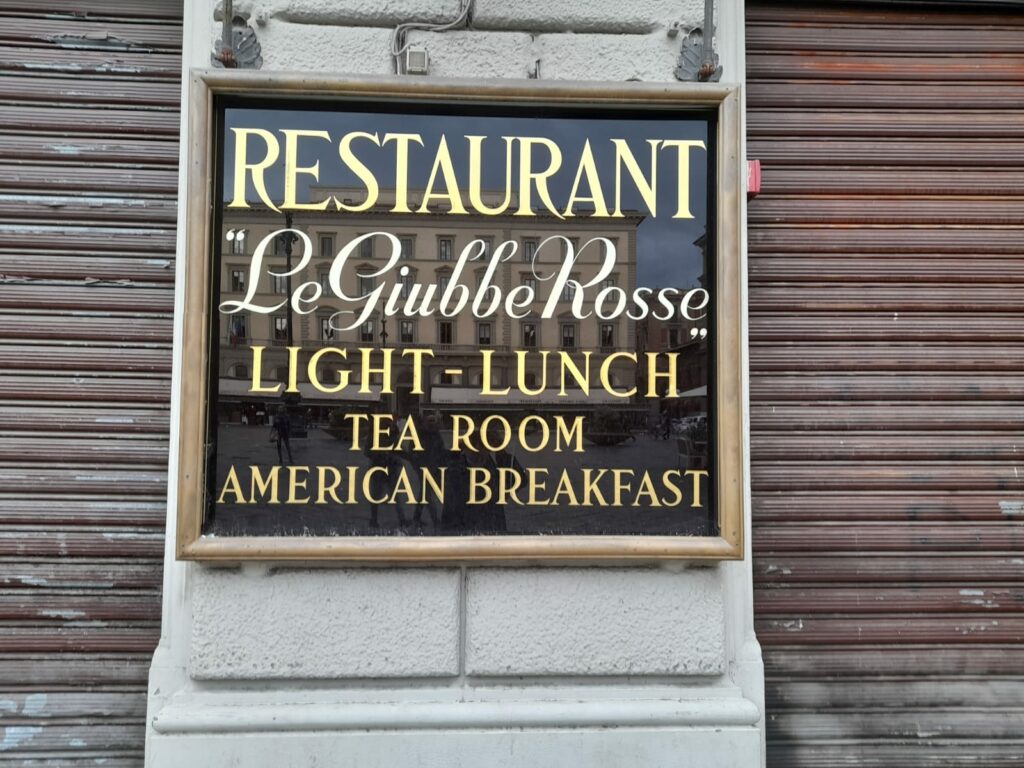 RESTAURANT
"Le Giubbe Rosse"
LIGHT - LUNCH
TEA ROOM
AMERICAN BREAKFAST